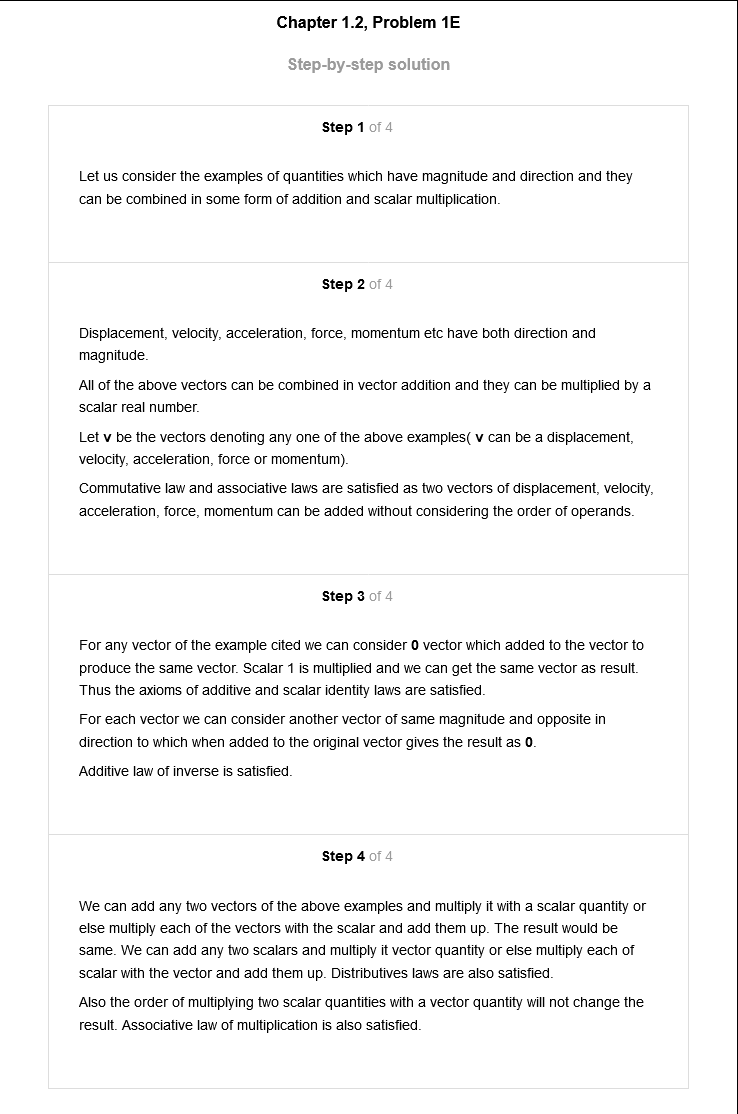 Chapter 1.2, Problem 1E
Step-by-step solution
Step 1 of 4
Let us consider the examples of quantities which have magnitude and direction and they
can be combined in some form of addition and scalar multiplication.
Step 2 of 4
Displacement, velocity, acceleration, force, momentum etc have both direction and
magnitude.
All of the above vectors can be combined in vector addition and they can be multiplied by a
scalar real number.
Let v be the vectors denoting any one of the above examples( v can be a displacement,
velocity, acceleration, force or momentum).
Commutative law and associative laws are satisfied as two vectors of displacement, velocity,
acceleration, force, momentum can be added without considering the order of operands.
Step 3 of 4
For any vector of the example cited we can consider 0 vector which added to the vector to
produce the same vector. Scalar 1 is multiplied and we can get the same vector as result.
Thus the axioms of additive and scalar identity laws are satisfied.
For each vector we can consider another vector of same magnitude and opposite in
direction to which when added to the original vector gives the result as 0.
Additive law of inverse is satisfied.
Step 4 of 4
We can add any two vectors of the above examples and multiply it with a scalar quantity or
else multiply each of the vectors with the scalar and add them up. The result would be
same. We can add any two scalars and multiply it vector quantity or else multiply each of
scalar with the vector and add them up. Distributives laws are also satisfied.
Also the order of multiplying two scalar quantities with a vector quantity will not change the
result. Associative law of multiplication is also satisfied.